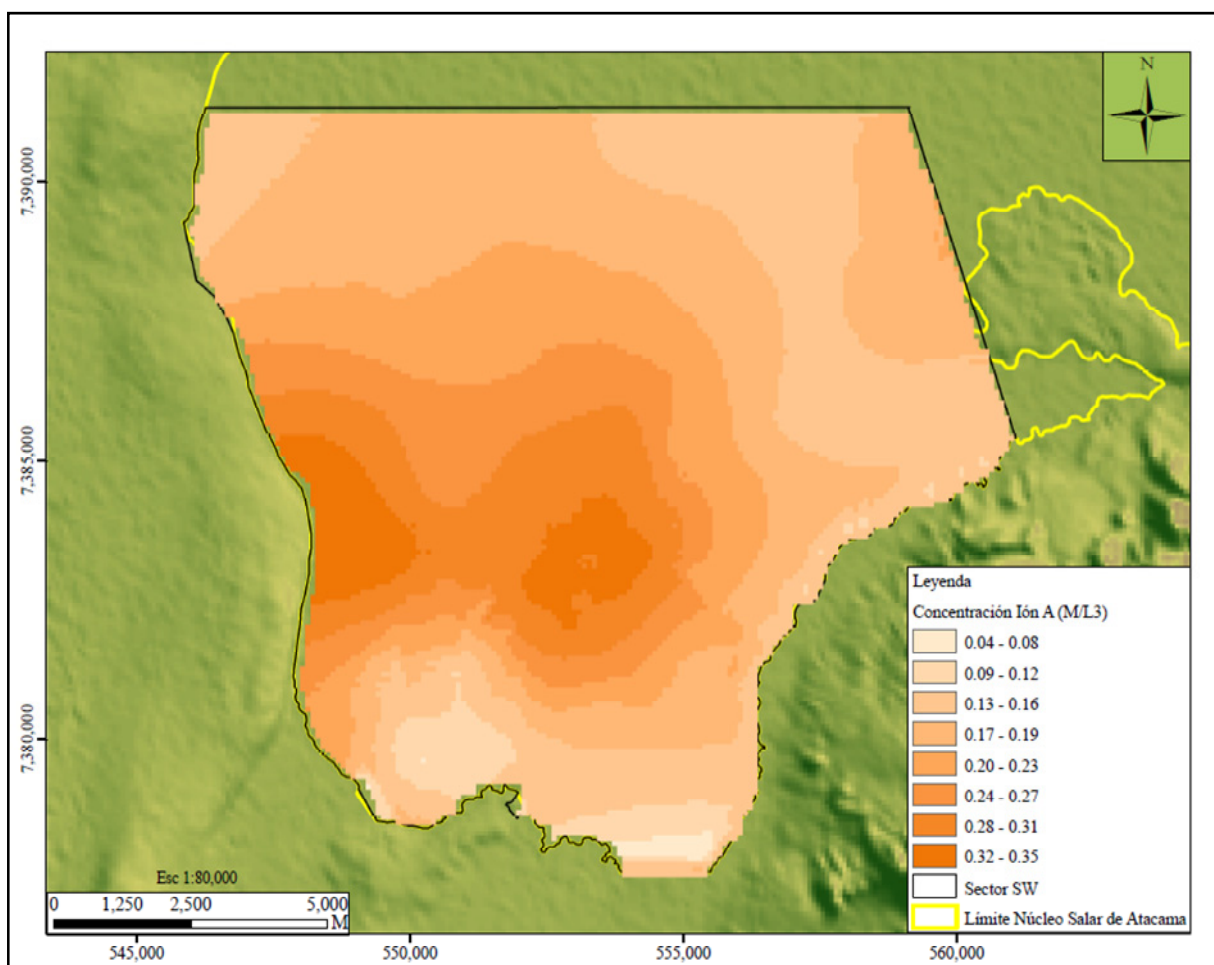 N
7,390,000
7,385,000
7,380,000
Leyenda
Concentración Ión A (M/L3)
0.04 - 0.08
0.09 - 0.12
0.13 - 0.16
0.17 - 0.19
0.20 - 0.23
0.24 - 0.27
0.28 - 0.31
0.32 - 0.35
Sector SW
Límite Núcleo Salar de Atacama
Esc 1:80,000
0 1,250 2,500 5,000
M
545,000 550,000 555,000 560,000